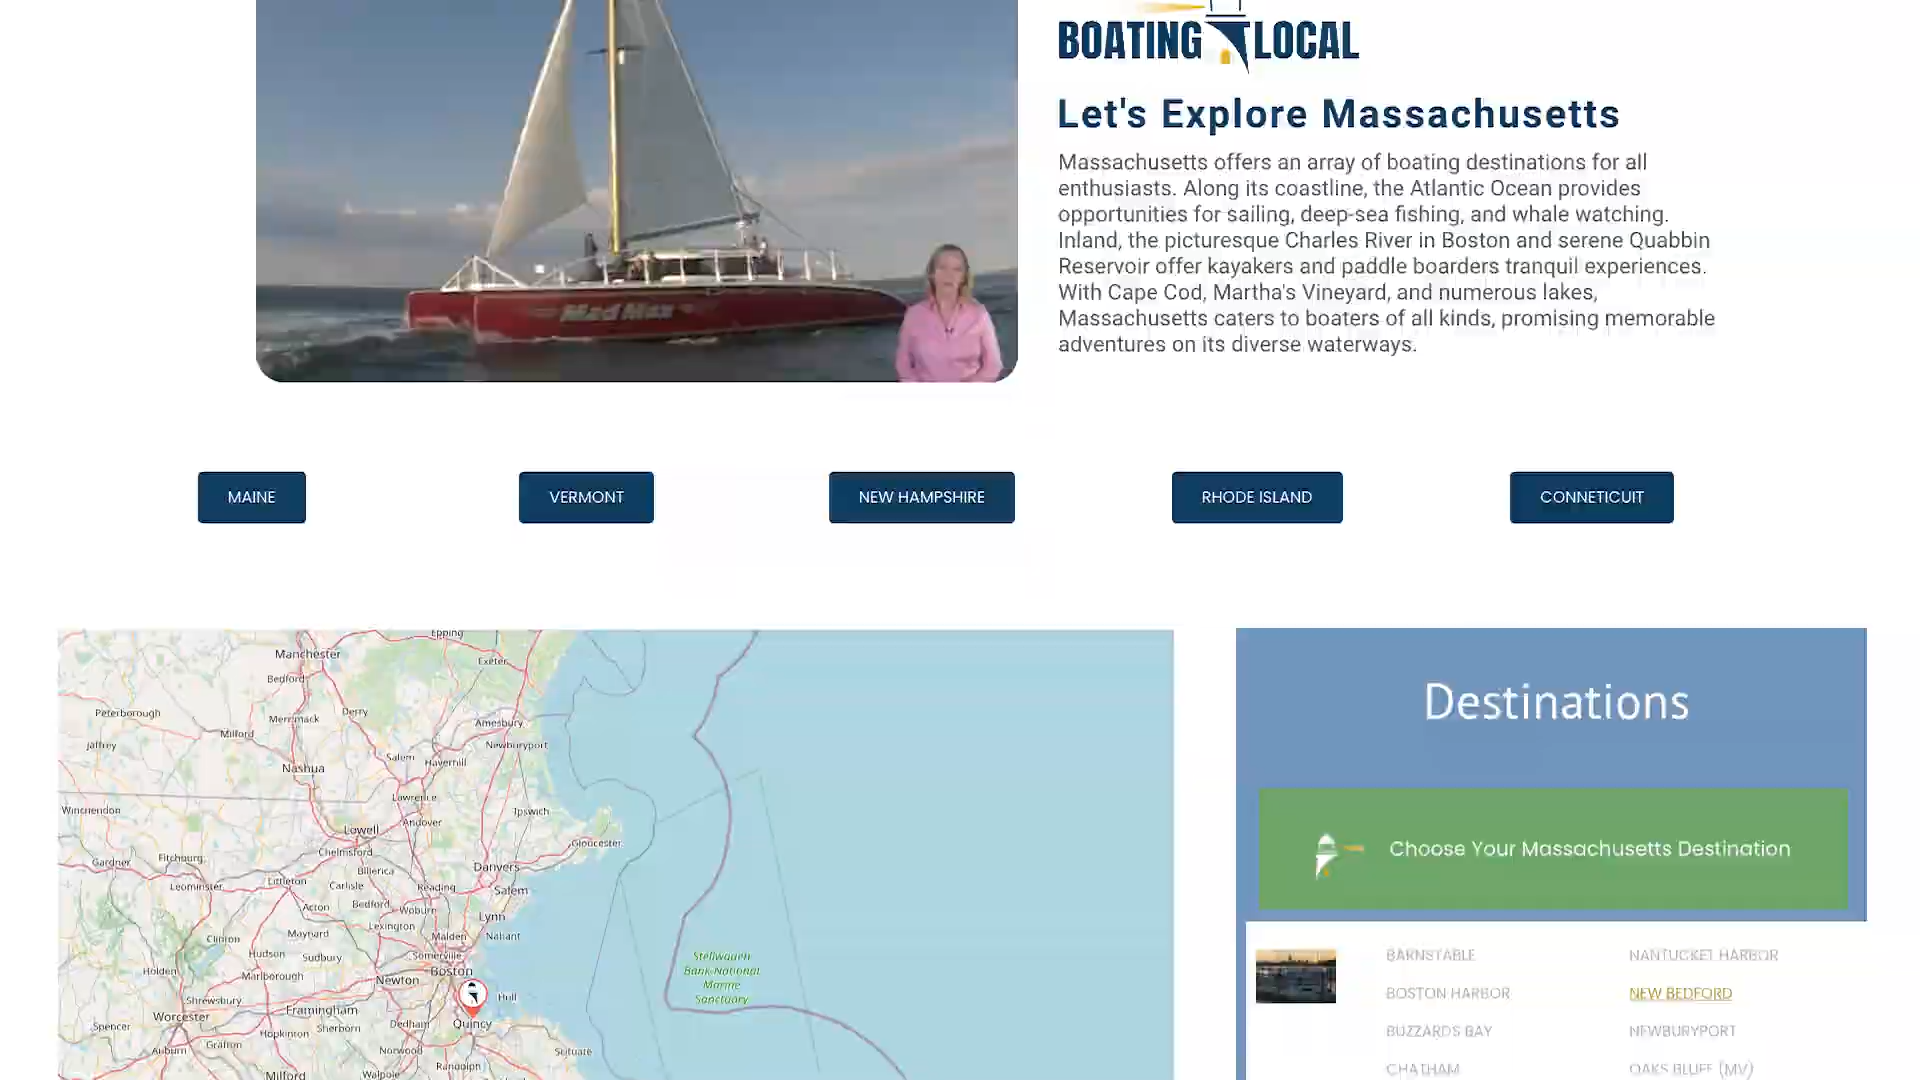 BOATING LOCAL
Let's Explore Massachusetts
Massachusetts offers an array of boating destinations for all
enthusiasts. Along its coastline, the Atlantic Ocean provides
opportunities for sailing, deep-sea fishing, and whale watching.
Inland, the picturesque Charles River in Boston and serene Quabbin
Reservoir offer kayakers and paddle boarders tranquil experiences.
With Cape Cod, Martha's Vineyard, and numerous lakes,
Massachusetts caters to boaters of all kinds, promising memorable
adventures on its diverse waterways.
Mad Max
MAINE
VERMONT
NEW HAMPSHIRE
RHODE ISLAND
CONNETICUIT
Epping
Manchester
Exeter
Bedford
Peterborough
Derry
Merrimack
Amesbury
Milford
Newburyport
Jaffrey
Salem
Haverhill
Nashua
Lawrence
Winchendon
Ipswich
Andover
Lowell
Gloucester
Chelmsford
Fitchburg
Gardner
Danvers
Billerica
Littleton
Carlisle
Reading
Leominster
Salem
Bedford
Acton
Woburn
Lynn
Lexington
Maynard
Malden
Nahant
Clinton
Hudson
Sudbury
Somerville
Stellwagen
Bank National
Marine
Sanctuary
Holden
Marlborough
Boston
Newton
Hull
Shrewsbury
Framingham
Worcester
Quincy
Spencer
Hopkinton
Sherborn
Dedham
Grafton
Auburn
Norwood
Scituate
Randolph
Milford
Walpole
Destinations
Choose Your Massachusetts Destination
BARNSTABLE
NANTUCKET HARBOR
BOSTON HARBOR
NEW BEDFORD
BUZZARDS BAY
NEWBURYPORT
CHATHAM
OAKS BLUFF (MV)